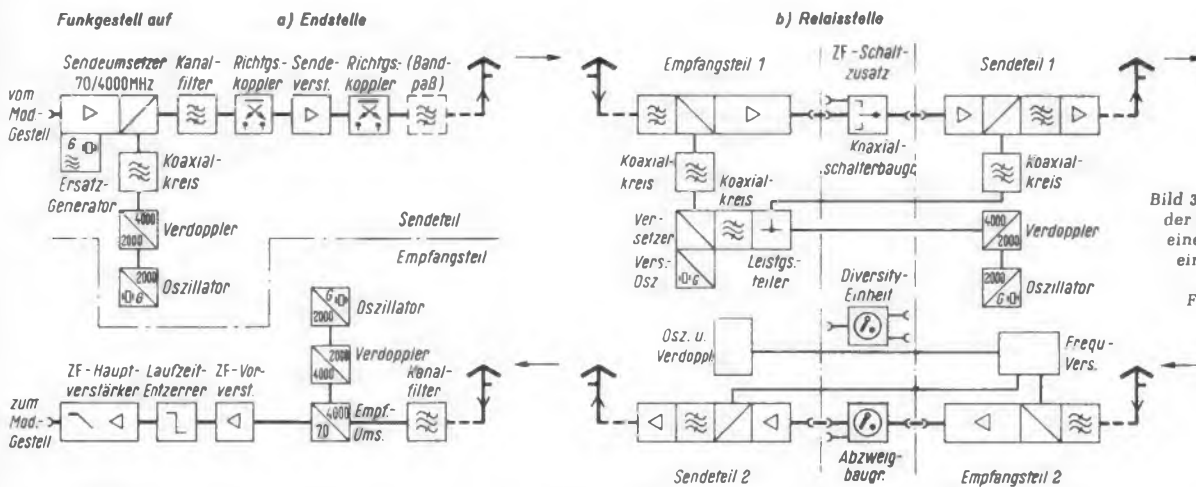 Funkgestell auf
a) Endstelle
Sendeumsetzer
70/4000MHz
Kanal-
filter
Richtgs-
koppler
Sende-
verst.
Richtgs-
koppler
(Band-
paß)
vom
Mod.-
Gestell
G
Ersatz-
Generator
Koaxial-
kreis
4000
2000
Verdoppler
2000
G
Oszillator
Sendeteil
Empfangsteil
G
2000
Oszillator
2000
4000
Verdoppler
Kanal-
filter
ZF-Haupt-
verstärker
Laufzeit-
Entzerrer
ZF-Vor-
verst.
zum
Mod.-
Gestell
4000
70
Empf.-
Ums.
b) Relaisstelle
Empfangsteil 1
ZF-Schalt-
zusatz
Sendeteil 1
Koaxial-
kreis
Koaxial-
schalterbaugr.
Koaxial-
kreis
Koaxial-
kreis
Ver-
setzer
Vers.-
Osz
G
Leistgs.-
teiler
4000
2000
Verdoppler
2000
G
Oszillator
Diversity-
Einheit
Osz. u.
Verdoppl
Frequ-
Vers.
Sendeteil 2
Abzweig-
baugr.
Empfangsteil 2
Bild 3
der
eine
ein
F